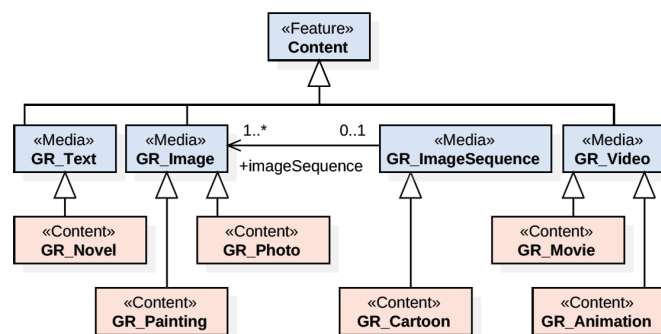 «Feature»
Content
«Media»
GR_Text
«Media»
GR_Image
1..*
0..1
+imageSequence
«Media»
GR_ImageSequence
«Media»
GR_Video
«Content»
GR_Novel
«Content»
GR_Photo
«Content»
GR_Movie
«Content»
GR_Painting
«Content»
GR_Cartoon
«Content»
GR_Animation